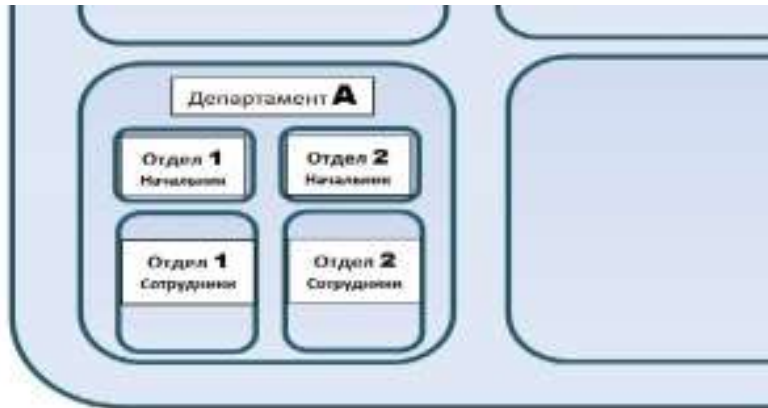 Департамент А
Отдел 1
Начальник
Отдел 2
Начальник
Отдел 1
Сотрудники
Отдел 2
Сотрудники